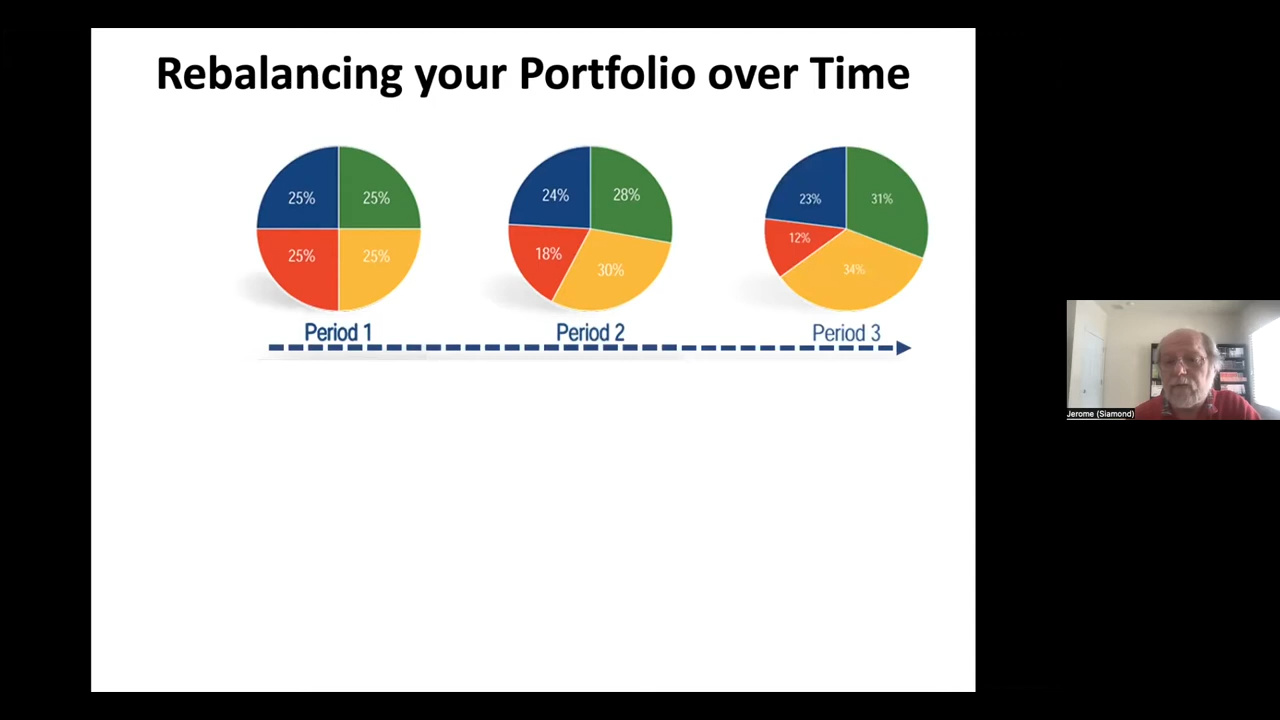 Rebalancing your Portfolio over Time
25% 25%
25% 25%
24% 28%
18% 30%
23% 31%
12% 34%
Period 1
Period 2
Period 3
Jerome (Siamond)